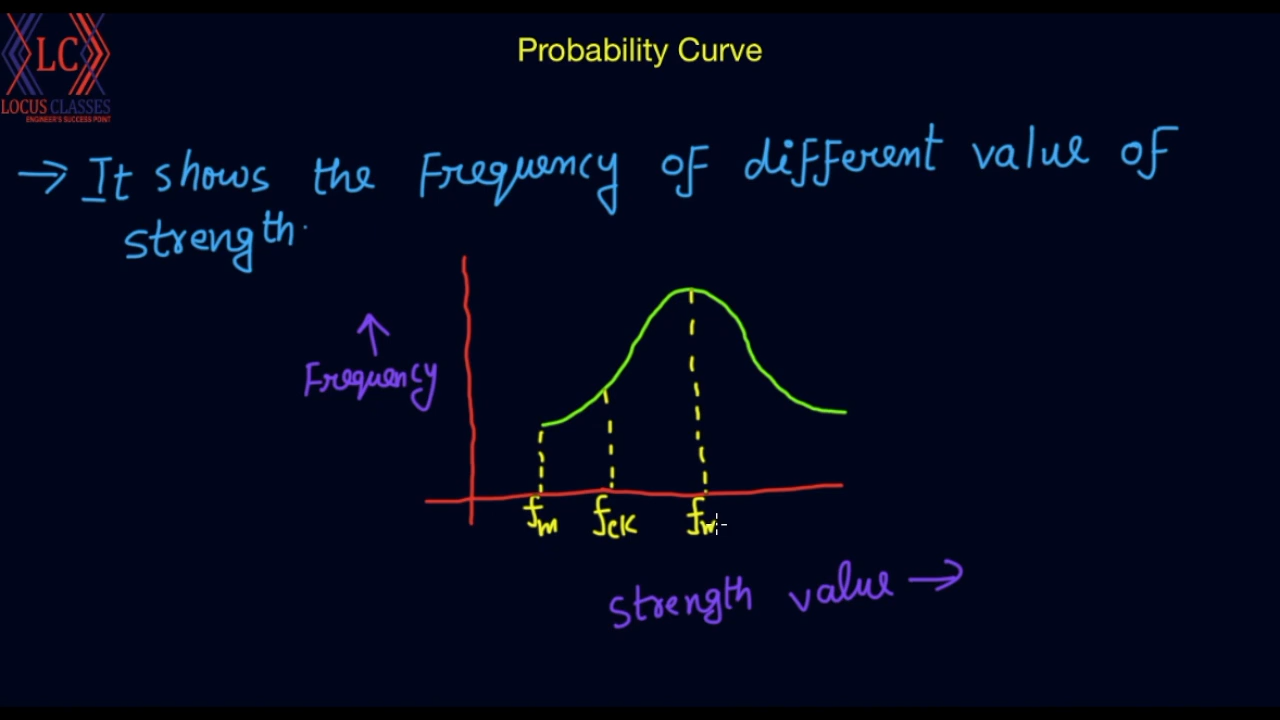 LC
LOCUS CLASSES
ENGINEER'S SUCCESS POINT
Probability Curve
→ It shows the Frequency of different value of
strength.
↑
Frequency
fm fck
Strength value →